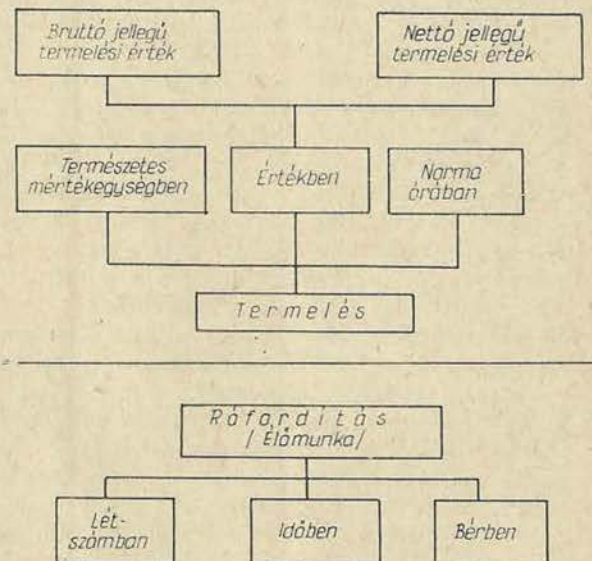 Bruttó jellegű
termelési érték
Nettó jellegű
termelési érték
Természetes
mértékegységben
Értékben
Norma
órában
Termelés
=
Ráfordítás
/ Élőmunka/
Lét-
számban
Időben
Bérben